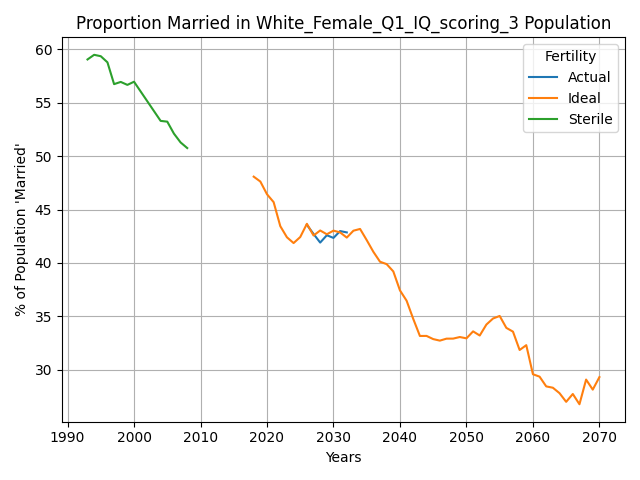 Proportion Married in White_Female_Q1_IQ_scoring_3 Population
Fertility
Actual
Ideal
Sterile
% of Population 'Married'
60
55
50
45
40
35
30
1990
2000
2010
2020
2030
2040
2050
2060
2070
Years